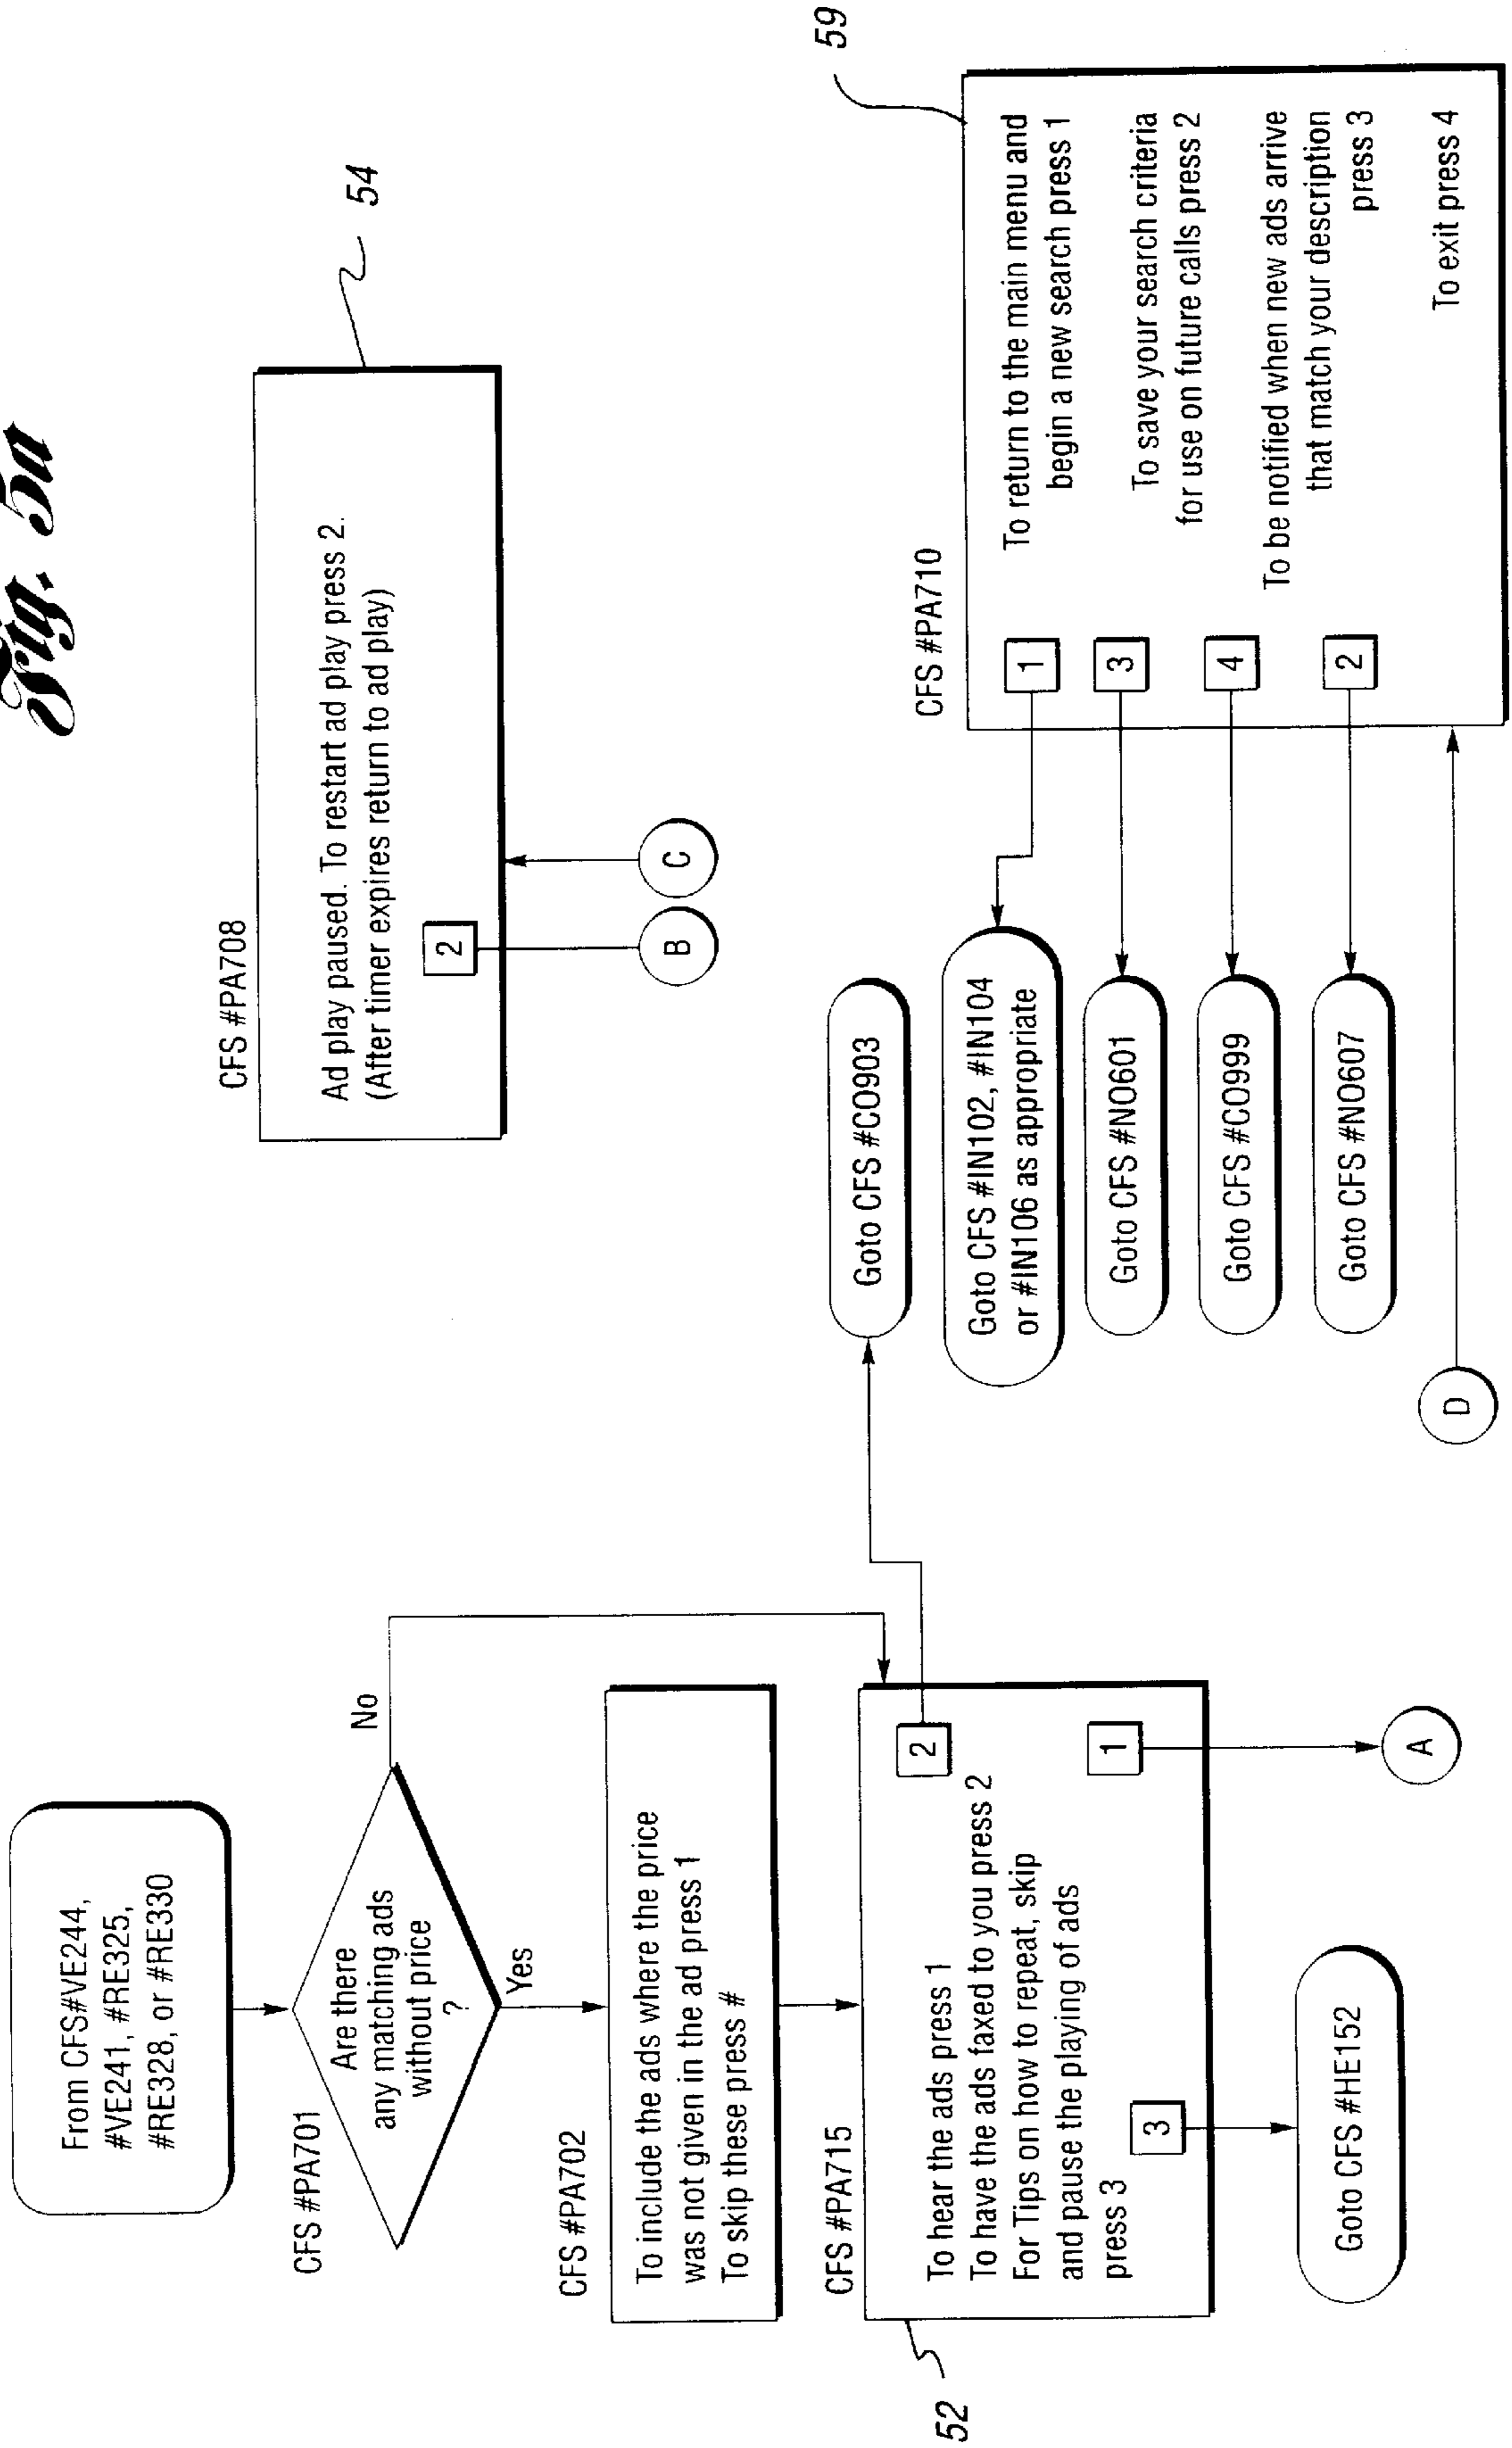 Fig. 5a
From CFS#VE244,
#VE241, #RE325,
#RE328, or #RE330
CFS #PA701
Are there
any matching ads
without price
?
No
Yes
CFS #PA702
To include the ads where the price
was not given in the ad press 1
To skip these press #
CFS #PA715
To hear the ads press 1
To have the ads faxed to you press 2
For Tips on how to repeat, skip
and pause the playing of ads
press 3
2
1
3
52
A
Goto CFS #HE152
CFS #PA708
Ad play paused. To restart ad play press 2.
(After timer expires return to ad play)
2
54
B
C
Goto CFS #CO903
Goto CFS #IN102, #IN104
or #IN106 as appropriate
Goto CFS #NO601
Goto CFS #CO999
Goto CFS #NO607
D
CFS #PA710
1
3
4
2
To return to the main menu and
begin a new search press 1
To save your search criteria
for use on future calls press 2
To be notified when new ads arrive
that match your description
press 3
To exit press 4
59